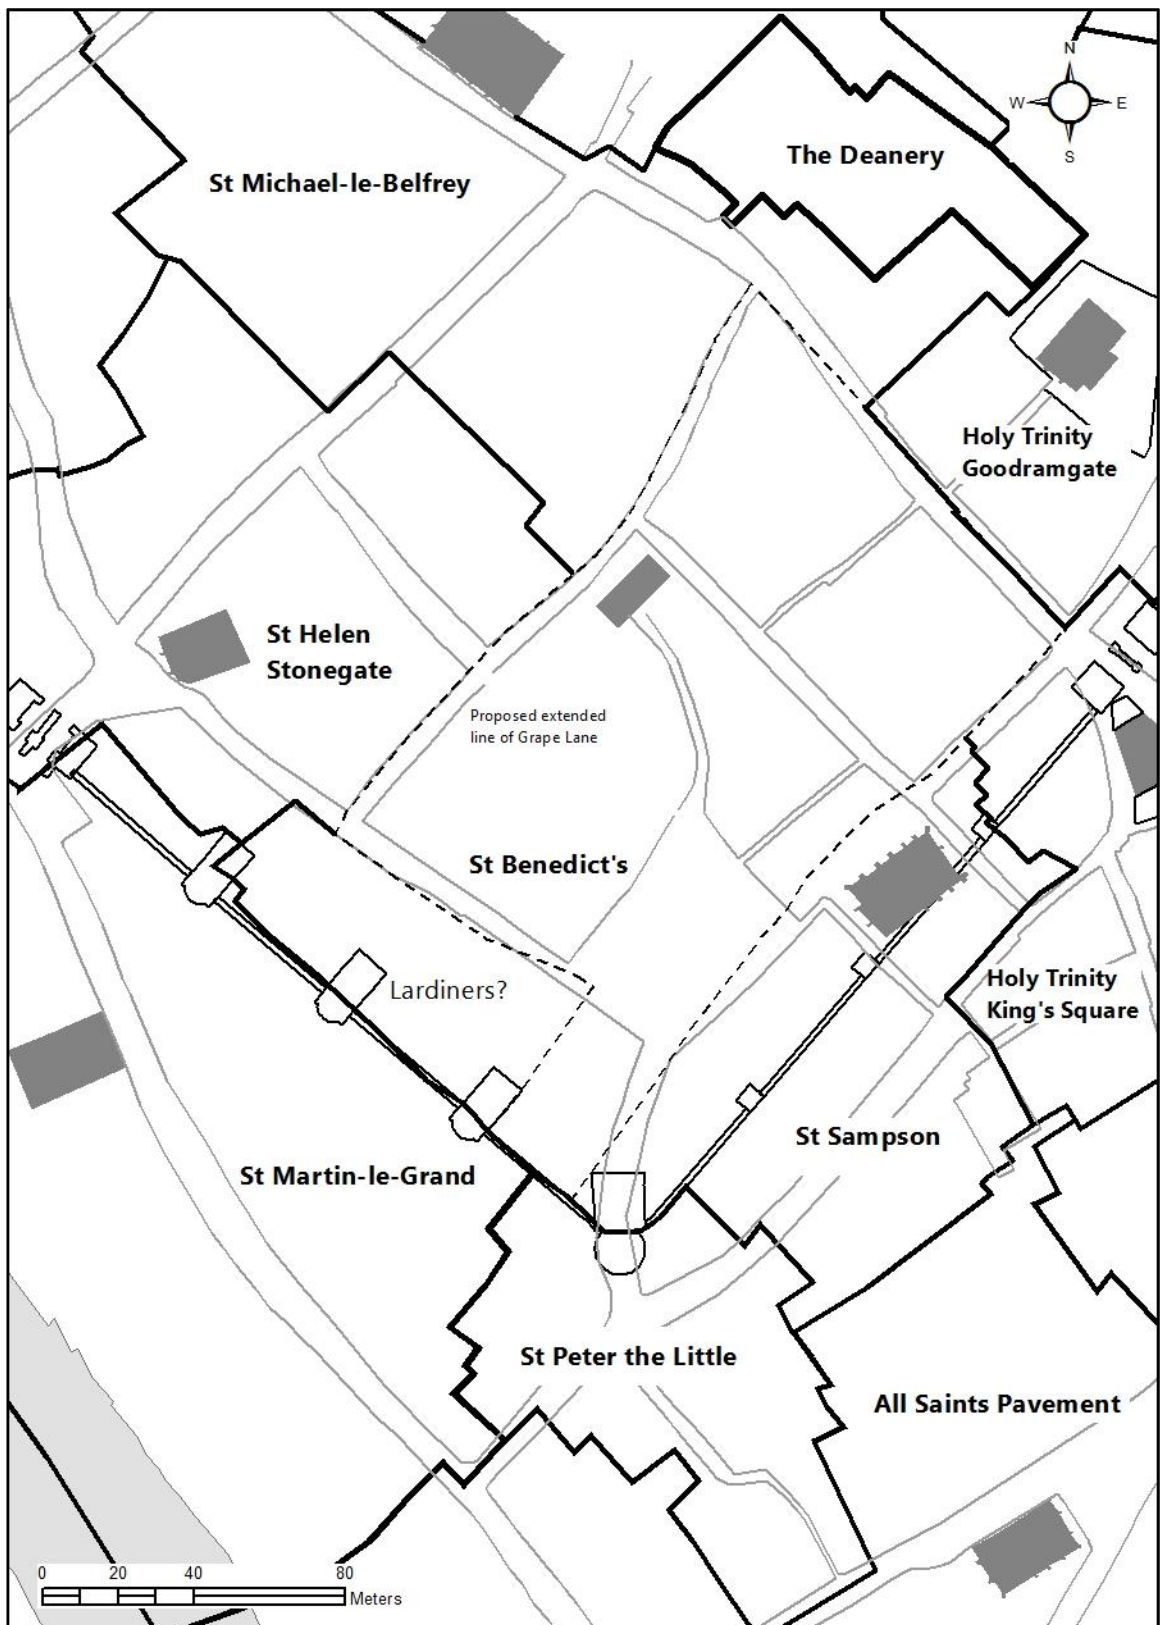 N
W E
S
The Deanery
St Michael-le-Belfrey
Holy Trinity
Goodramgate
St Helen
Stonegate
Proposed extended
line of Grape Lane
St Benedict's
Lardiners?
Holy Trinity
King's Square
St Sampson
St Martin-le-Grand
St Peter the Little
All Saints Pavement
0 20 40 80
Meters